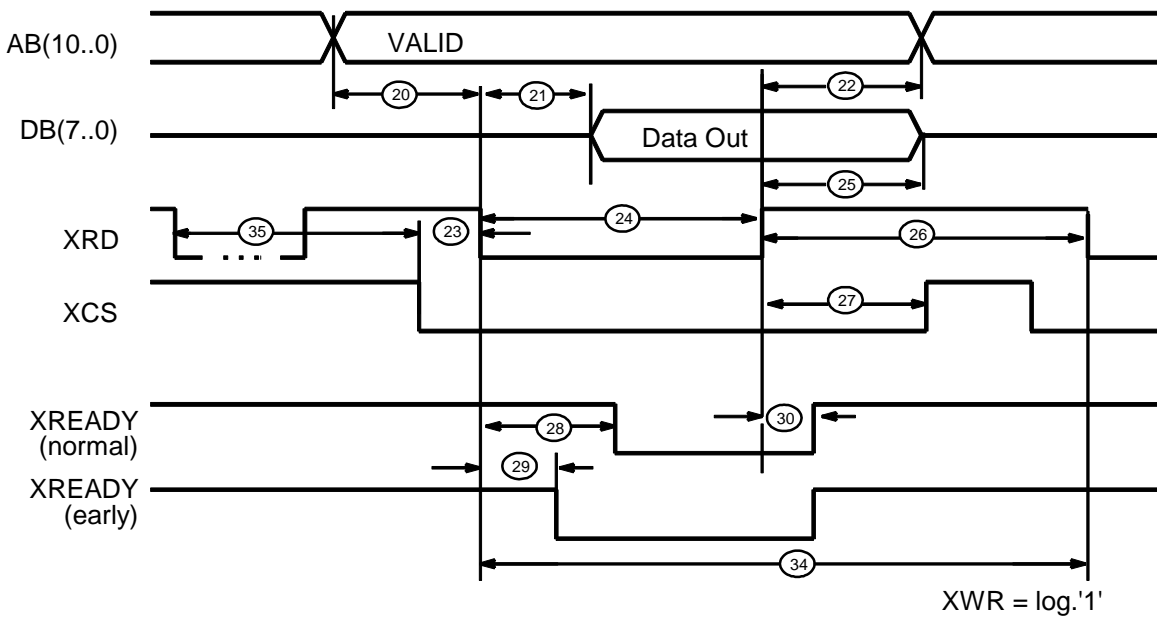 AB(10..0)
VALID
20
21
22
DB(7..0)
Data Out
25
XRD
35
23
24
26
XCS
27
XREADY
(normal)
28
30
29
XREADY
(early)
34
XWR = log.'1'